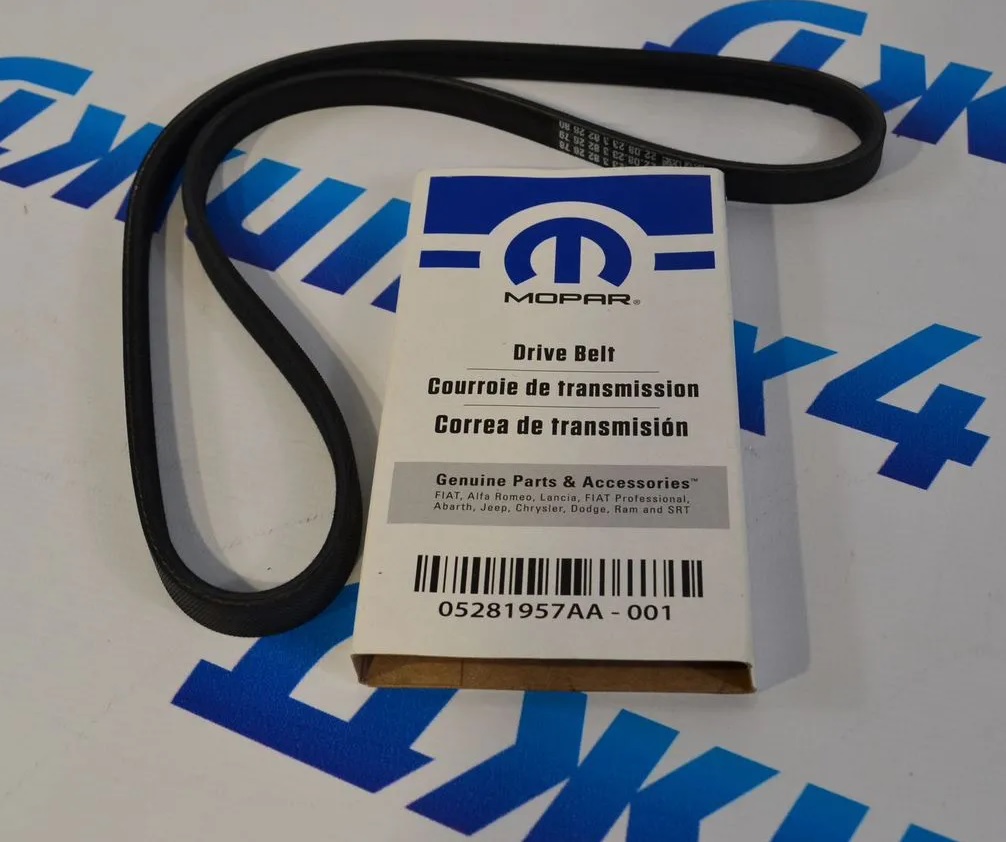 MOPAR®
Drive Belt
Courroie de transmission
Correa de transmisión
Genuine Parts & Accessories™
FIAT, Alfa Romeo, Lancia, FIAT Professional,
Abarth, Jeep, Chrysler, Dodge, Ram and SRT
05281957AA - 001